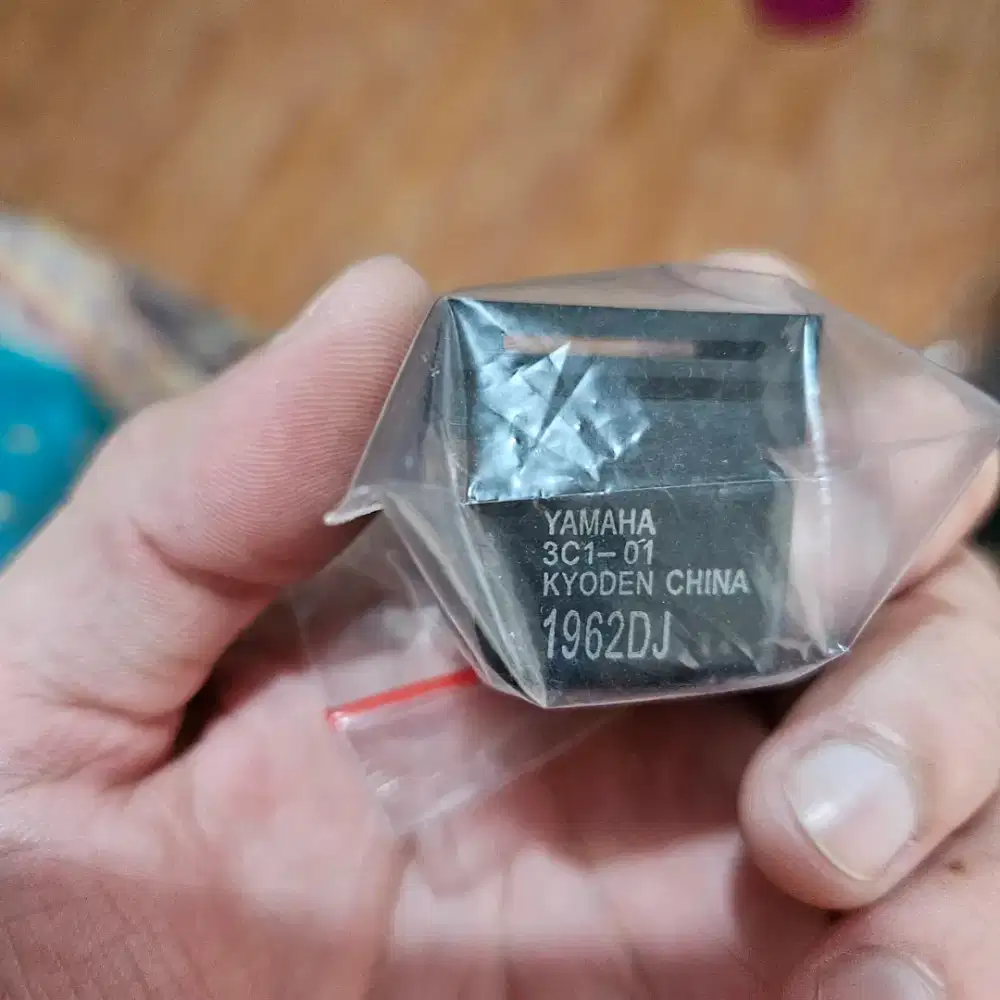 YAMAHA
3C1-01
KYODEN CHINA
1962DJ